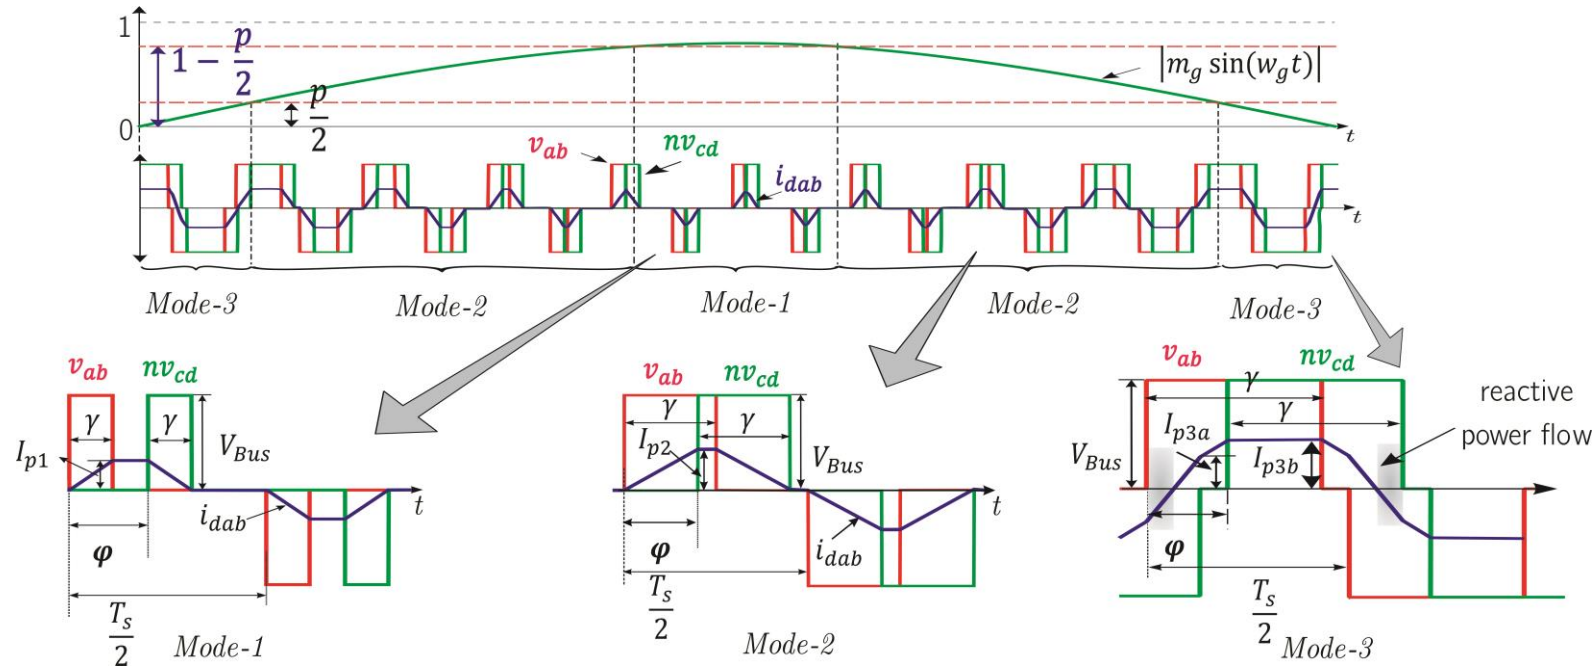 1
1 − p/2
p/2
|m_g sin(w_g t)|
0
t
v_ab
nv_cd
i_dab
t
Mode-3
Mode-2
Mode-1
Mode-2
Mode-3
v_ab
nv_cd
γ
γ
I_p1
V_Bus
t
i_dab
φ
T_s/2
Mode-1
v_ab
nv_cd
γ
γ
I_p2
V_Bus
t
φ
i_dab
T_s/2
Mode-2
v_ab
nv_cd
γ
γ
reactive
power flow
I_p3a
V_Bus
I_p3b
φ
T_s/2
Mode-3